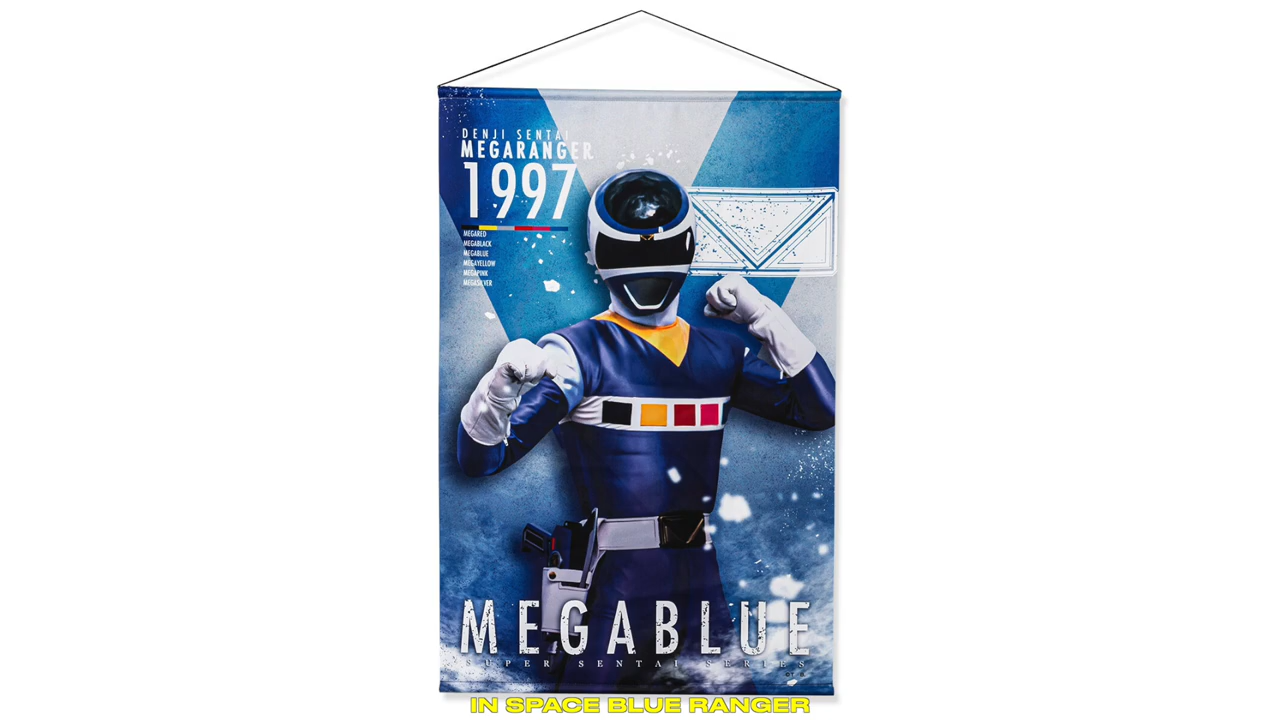 DENJI SENTAI
MEGARANGER
1997
MEGARED
MEGABLACK
MEGABLUE
MEGAYELLOW
MEGAPINK
MEGASILVER
MEGABLUE
SUPER SENTAI SERIES
IN SPACE BLUE RANGER